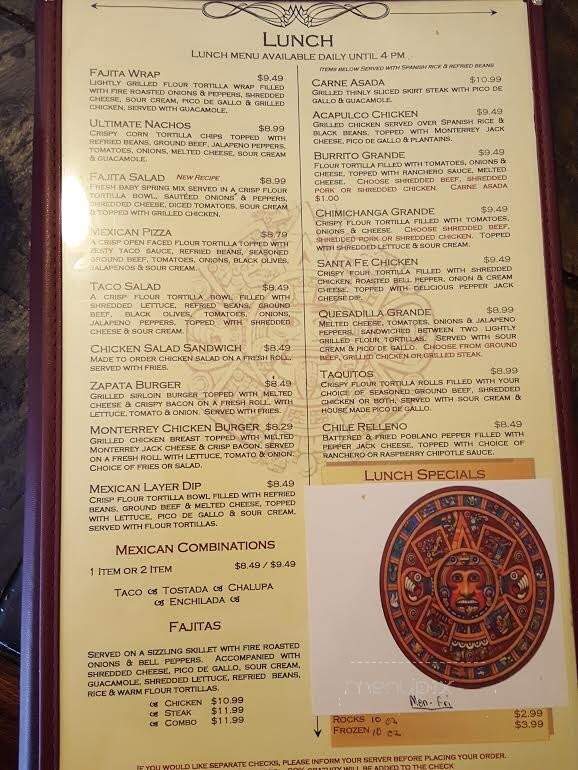 LUNCH
LUNCH MENU AVAILABLE DAILY UNTIL 4 PM
FAJITA WRAP $9.49
LIGHTLY GRILLED FLOUR TORTILLA WRAP FILLED
WITH FIRE ROASTED ONIONS & PEPPERS, SHREDDED
CHEESE, SOUR CREAM, PICO DE GALLO & GRILLED
CHICKEN, SERVED WITH GUACAMOLE.
ULTIMATE NACHOS $8.99
CRISPY CORN TORTILLA CHIPS TOPPED WITH
REFRIED BEANS, GROUND BEEF, JALAPENO PEPPERS,
TOMATOES, ONIONS, MELTED CHEESE, SOUR CREAM
& GUACAMOLE.
FAJITA SALAD NEW RECIPE $8.99
FRESH BABY SPRING MIX SERVED IN A CRISP FLOUR
TORTILLA BOWL, SAUTÉED ONIONS & PEPPERS,
SHREDDED CHEESE, DICED TOMATOES, SOUR CREAM
& TOPPED WITH GRILLED CHICKEN.
MEXICAN PIZZA $8.79
A CRISP OPEN FACED FLOUR TORTILLA TOPPED WITH
ZESTY TACO SAUCE, REFRIED BEANS, SEASONED
GROUND BEEF, TOMATOES, ONIONS, BLACK OLIVES,
JALAPENOS & SOUR CREAM.
TACO SALAD $8.49
A CRISP FLOUR TORTILLA BOWL FILLED WITH
SHREDDED LETTUCE, REFRIED BEANS, GROUND
BEEF, BLACK OLIVES, TOMATOES, ONIONS,
JALAPENO PEPPERS, TOPPED WITH SHREDDED
CHEESE & SOUR CREAM.
CHICKEN SALAD SANDWICH $8.49
MADE TO ORDER CHICKEN SALAD ON A FRESH ROLL.
SERVED WITH FRIES.
ZAPATA BURGER $8.49
GRILLED SIRLOIN BURGER TOPPED WITH MELTED
CHEESE & CRISPY BACON ON A FRESH ROLL, WITH
LETTUCE, TOMATO & ONION. SERVED WITH FRIES.
MONTERREY CHICKEN BURGER $8.29
GRILLED CHICKEN BREAST TOPPED WITH MELTED
MONTEREY JACK CHEESE & CRISP BACON, SERVED
ON A FRESH ROLL WITH LETTUCE, TOMATO & ONION.
CHOICE OF FRIES OR SALAD.
MEXICAN LAYER DIP $8.49
CRISP FLOUR TORTILLA BOWL FILLED WITH REFRIED
BEANS, GROUND BEEF & MELTED CHEESE, TOPPED
WITH LETTUCE, PICO DE GALLO & SOUR CREAM,
SERVED WITH FLOUR TORTILLAS.
MEXICAN COMBINATIONS
1 ITEM OR 2 ITEM $8.49 / $9.49
TACO TOSTADA CHALUPA
ENCHILADA
FAJITAS
SERVED ON A SIZZLING SKILLET WITH FIRE ROASTED
ONIONS & BELL PEPPERS. ACCOMPANIED WITH
SHREDDED CHEESE, PICO DE GALLO, SOUR CREAM,
GUACAMOLE, SHREDDED LETTUCE, REFRIED BEANS,
RICE & WARM FLOUR TORTILLAS.
CHICKEN $10.99
STEAK $11.99
COMBO $11.99
ITEMS BELOW SERVED WITH SPANISH RICE & REFRIED BEANS
CARNE ASADA $10.99
GRILLED THINLY SLICED SKIRT STEAK WITH PICO DE
GALLO & GUACAMOLE.
ACAPULCO CHICKEN $9.49
GRILLED CHICKEN SERVED OVER SPANISH RICE &
BLACK BEANS, TOPPED WITH MONTERREY JACK
CHEESE, PICO DE GALLO & PLANTAINS.
BURRITO GRANDE $9.49
FLOUR TORTILLA FILLED WITH TOMATOES, ONIONS &
CHEESE, TOPPED WITH RANCHERO SAUCE, MELTED
CHEESE. CHOOSE SHREDDED BEEF, SHREDDED
PORK OR SHREDDED CHICKEN. CARNE ASADA
$1.00
CHIMICHANGA GRANDE $9.49
CRISPY FLOUR TORTILLA FILLED WITH TOMATOES,
ONIONS & CHEESE. CHOOSE SHREDDED BEEF,
SHREDDED PORK OR SHREDDED CHICKEN. TOPPED
WITH SHREDDED LETTUCE & SOUR CREAM.
SANTA FE CHICKEN $9.49
CRISPY FOUR TORTILLA FILLED WITH SHREDDED
CHICKEN, ROASTED BELL PEPPER, ONION & CREAM
CHEESE, TOPPED WITH DELICIOUS PEPPER JACK
CHEESE DIP.
QUESADILLA GRANDE $8.99
MELTED CHEESE, TOMATOES, ONIONS & JALAPENO
PEPPERS, SANDWICHED BETWEEN TWO LIGHTLY
GRILLED FLOUR TORTILLAS. SERVED WITH SOUR
CREAM & PICO DE GALLO. CHOOSE FROM GROUND
BEEF, GRILLED CHICKEN OR GRILLED STEAK.
TAQUITOS $8.99
CRISPY FLOUR TORTILLA ROLLS FILLED WITH YOUR
CHOICE OF SEASONED GROUND BEEF, SHREDDED
CHICKEN OR BOTH, SERVED WITH SOUR CREAM &
HOUSE MADE PICO DE GALLO.
CHILE RELLENO $8.49
BATTERED & FRIED POBLANO PEPPER FILLED WITH
PEPPER JACK CHEESE, TOPPED WITH CHOICE OF
RANCHERO OR RASPBERRY CHIPOTLE SAUCE.
LUNCH SPECIALS
Mon-Fri
$2.99
ROCKS 10 oz
$3.99
FROZEN 10 oz
IF YOU WOULD LIKE SEPARATE CHECKS, PLEASE INFORM YOUR SERVER BEFORE PLACING YOUR ORDER.
GRATUITY WILL BE ADDED TO THE CHECK